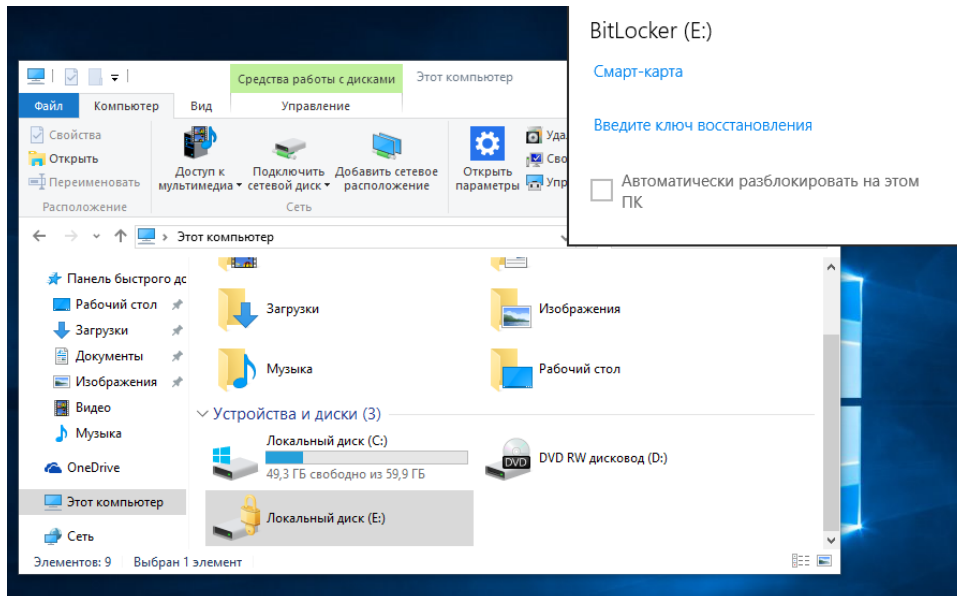 BitLocker (E:)
Смарт-карта
Введите ключ восстановления
Автоматически разблокировать на этом
ПК
Средства работы с дисками
Этот компьютер
Файл
Компьютер
Вид
Управление
Свойства
Открыть
Переименовать
Расположение
Доступ к
мультимедиа
Подключить
сетевой диск
Добавить сетевое
расположение
Сеть
Открыть
параметры
Этот компьютер
Панель быстрого
Рабочий стол
Загрузки
Документы
Изображения
Видео
Музыка
OneDrive
Этот компьютер
Сеть
Загрузки
Изображения
Музыка
Рабочий стол
Устройства и диски (3)
Локальный диск (C:)
49,3 ГБ свободно из 59,9 ГБ
DVD
DVD RW дисковод (D:)
Локальный диск (E:)
Элементов: 9
Выбран 1 элемент